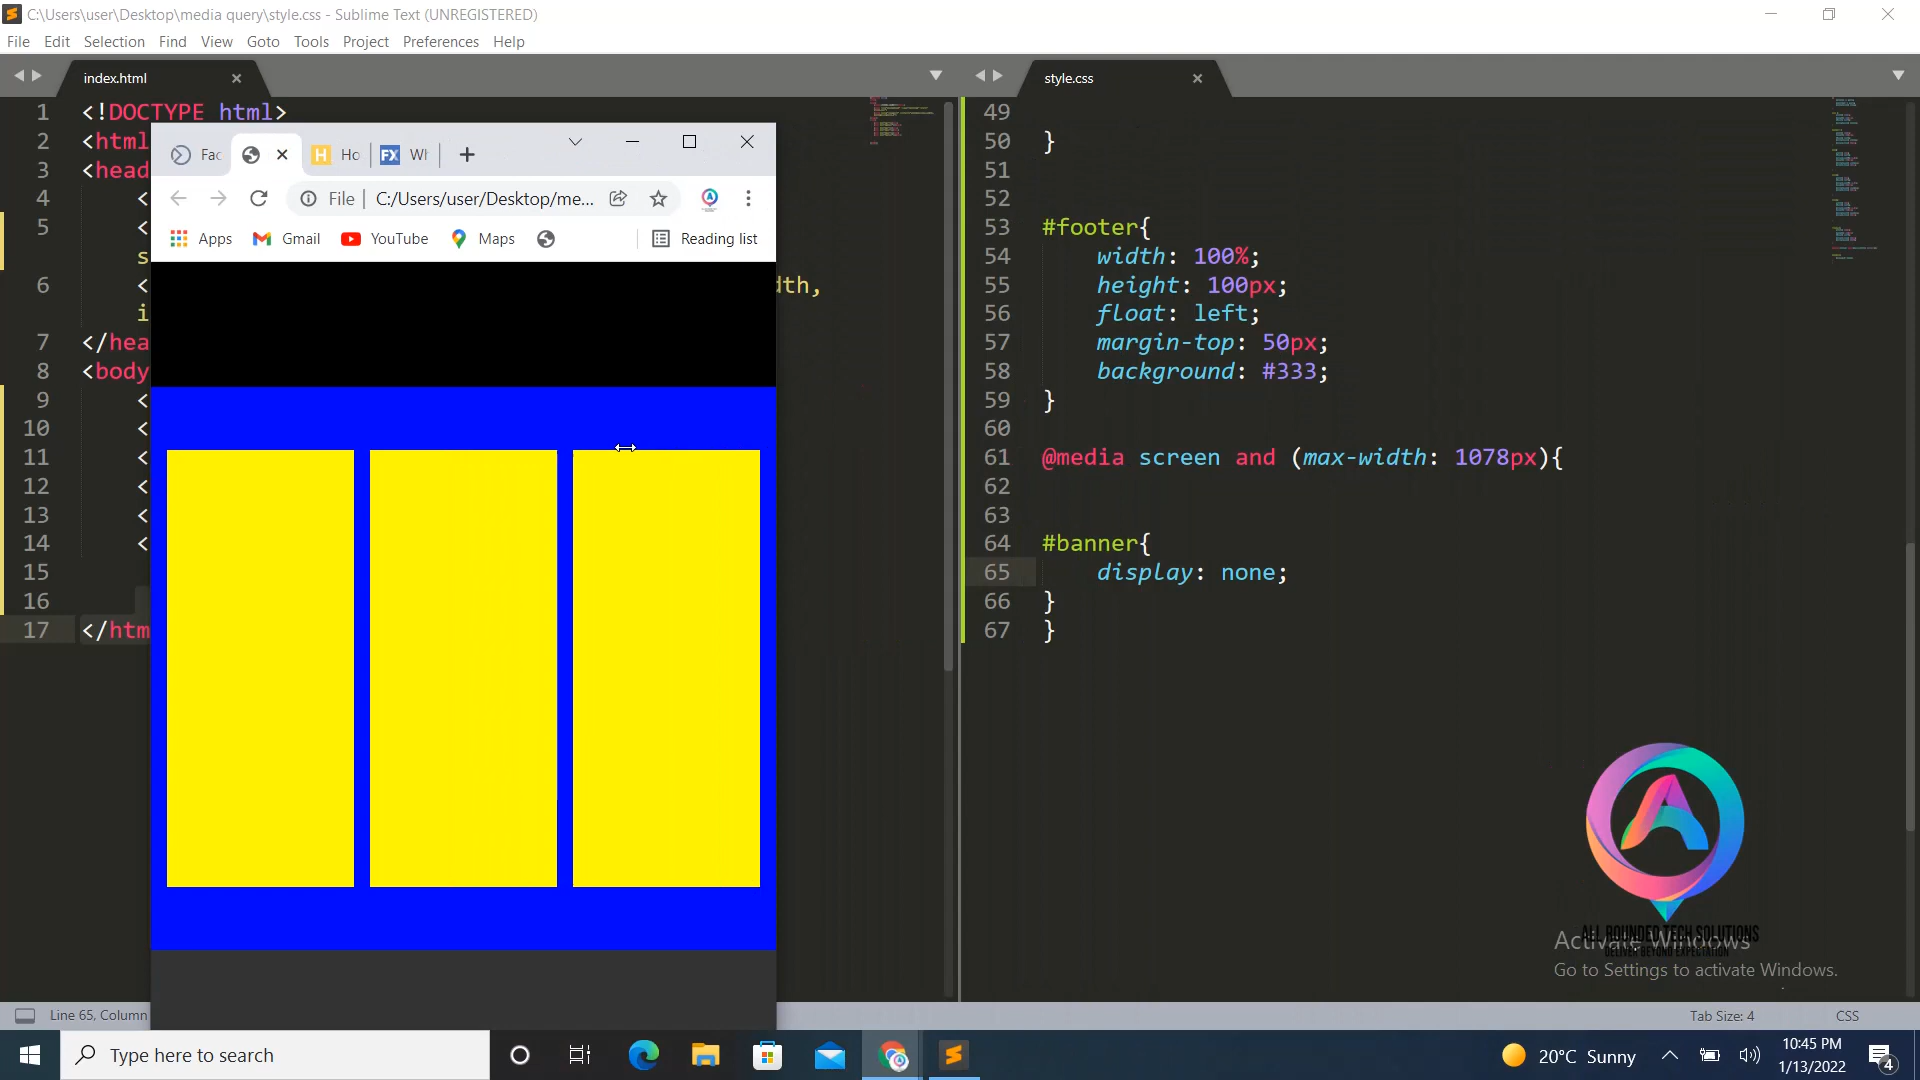 C:\Users\user\Desktop\media query\style.css - Sublime Text (UNREGISTERED)
File Edit Selection Find View Goto Tools Project Preferences Help
index.html
style.css
1 <!DOCTYPE html>
2 <html
3 <head
4 <
5 <
s
6 < dth,
i
7 </hea
8 <body
9 <
10 <
11 <
12 <
13 <
14 <
15
16
17 </htm
Fac
Ho
Wh
File C:/Users/user/Desktop/me...
Apps Gmail YouTube Maps Reading list
49
50 }
51
52
53 #footer{
54 width: 100%;
55 height: 100px;
56 float: left;
57 margin-top: 50px;
58 background: #333;
59 }
60
61 @media screen and (max-width: 1078px){
62
63
64 #banner{
65 display: none;
66 }
67 }
ALL ROUNDED TECH SOLUTIONS
DELIVER BEYOND EXPECTATION
Activate Windows
Go to Settings to activate Windows.
Line 65, Column
Tab Size: 4
CSS
Type here to search
20°C Sunny
10:45 PM
1/13/2022
4